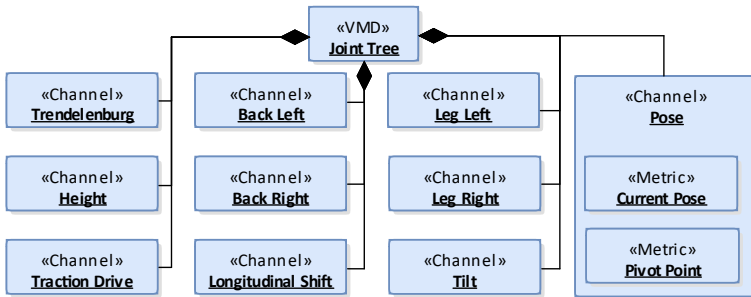 «VMD»
Joint Tree
«Channel»
Trendelenburg
«Channel»
Back Left
«Channel»
Leg Left
«Channel»
Pose
«Channel»
Height
«Channel»
Back Right
«Channel»
Leg Right
«Metric»
Current Pose
«Channel»
Traction Drive
«Channel»
Longitudinal Shift
«Channel»
Tilt
«Metric»
Pivot Point